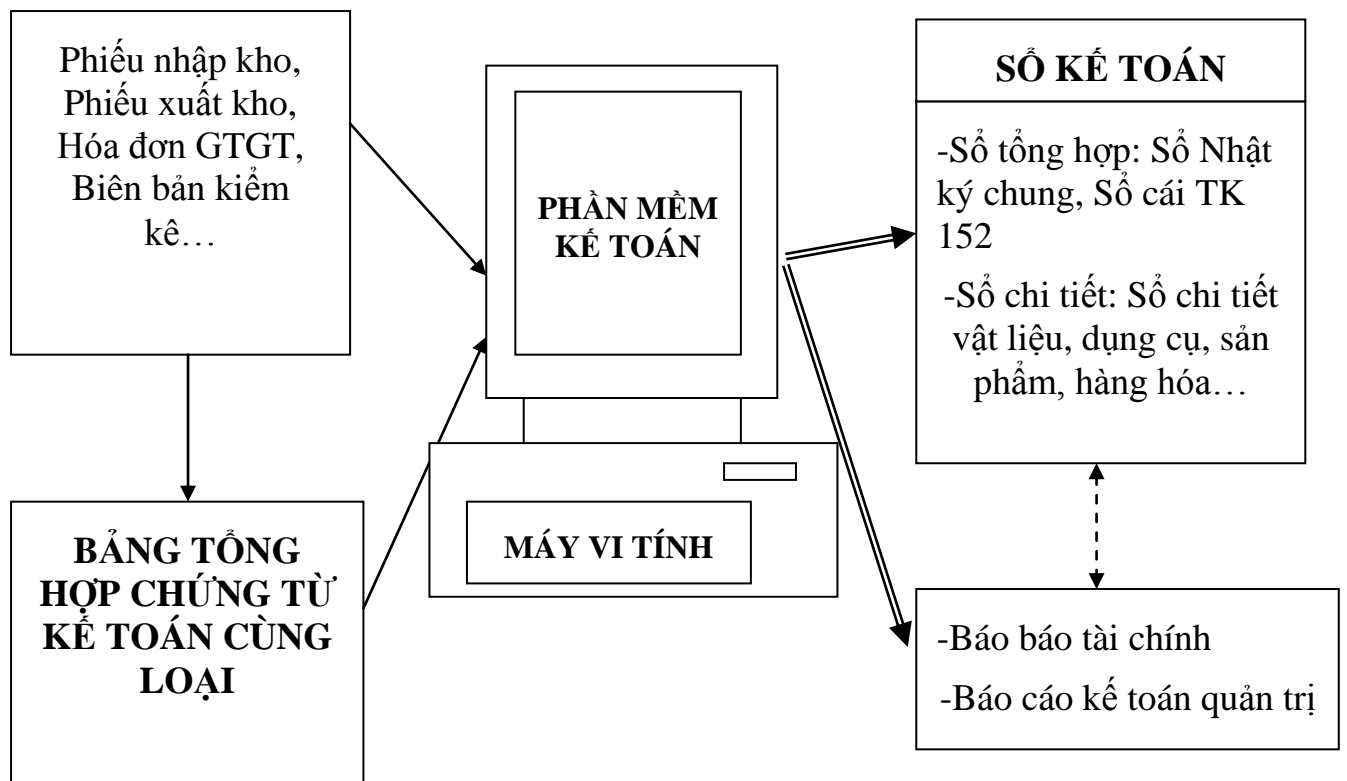 Phiếu nhập kho,
Phiếu xuất kho,
Hóa đơn GTGT,
Biên bản kiểm
kê…
BẢNG TỔNG
HỢP CHỨNG TỪ
KẾ TOÁN CÙNG
LOẠI
PHẦN MỀM
KẾ TOÁN
MÁY VI TÍNH
SỔ KẾ TOÁN
-Sổ tổng hợp: Sổ Nhật
ký chung, Sổ cái TK
152
-Sổ chi tiết: Sổ chi tiết
vật liệu, dụng cụ, sản
phẩm, hàng hóa…
-Báo báo tài chính
-Báo cáo kế toán quản trị